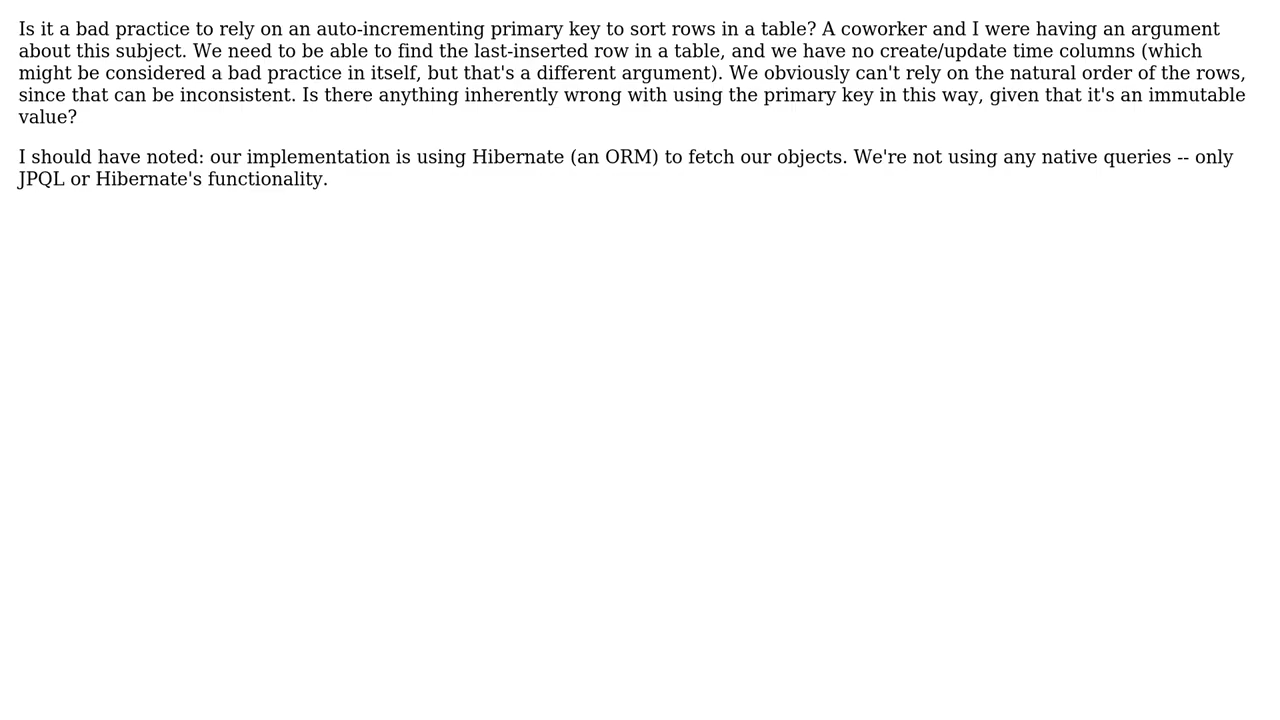 Is it a bad practice to rely on an auto-incrementing primary key to sort rows in a table? A coworker and I were having an argument
about this subject. We need to be able to find the last-inserted row in a table, and we have no create/update time columns (which
might be considered a bad practice in itself, but that's a different argument). We obviously can't rely on the natural order of the rows,
since that can be inconsistent. Is there anything inherently wrong with using the primary key in this way, given that it's an immutable
value?
I should have noted: our implementation is using Hibernate (an ORM) to fetch our objects. We're not using any native queries -- only
JPQL or Hibernate's functionality.